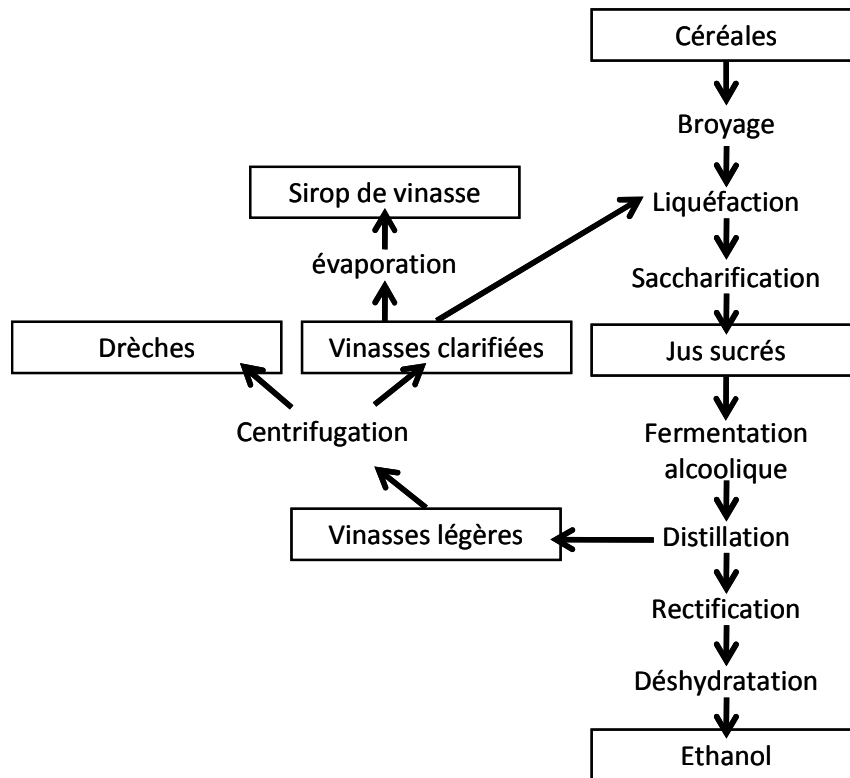 Céréales
Broyage
Sirop de vinasse
Liquéfaction
évaporation
Saccharification
Drèches
Vinasses clarifiées
Jus sucrés
Centrifugation
Fermentation
alcoolique
Vinasses légères
Distillation
Rectification
Déshydratation
Ethanol